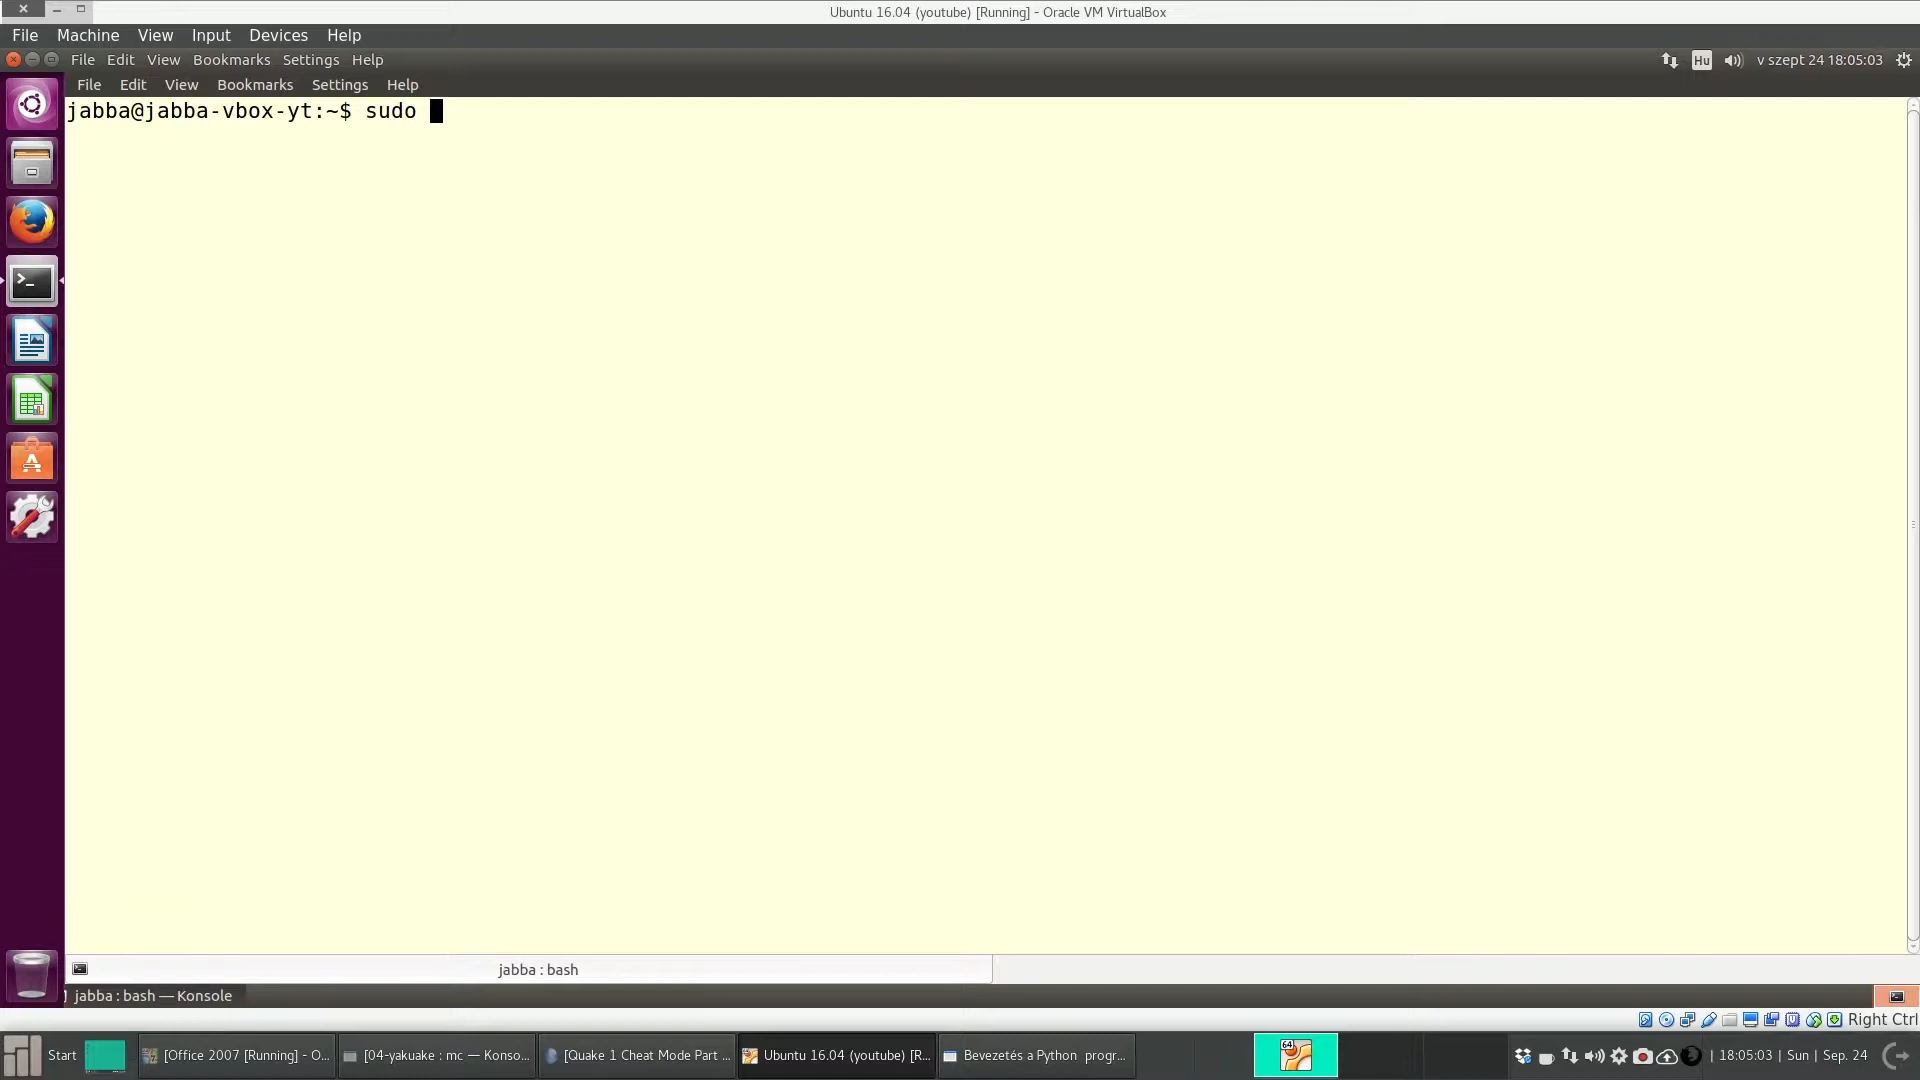 Ubuntu 16.04 (youtube) [Running] - Oracle VM VirtualBox
File Machine View Input Devices Help
File Edit View Bookmarks Settings Help
Hu v szept 24 18:05:03
File Edit View Bookmarks Settings Help
jabba@jabba-vbox-yt:~$ sudo
jabba : bash
jabba : bash — Konsole
Right Ctrl
Start [Office 2007 [Running] - O... [04-yakuake : mc — Konso... [Quake 1 Cheat Mode Part ... Ubuntu 16.04 (youtube) [R... Bevezetés a Python progr... 64 | 18:05:03 | Sun | Sep. 24